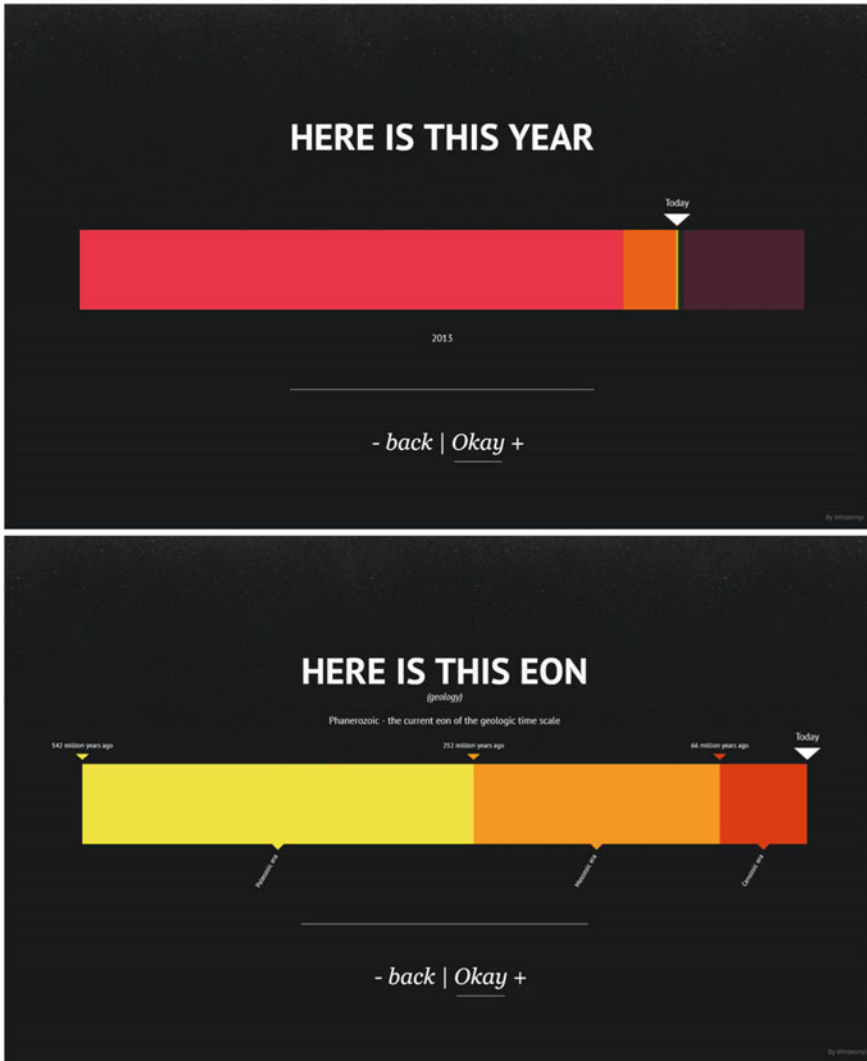 HERE IS THIS YEAR
Today
2013
- back | Okay +
HERE IS THIS EON
(geology)
Phanerozoic - the current eon of the geologic time scale
542 million years ago
252 million years ago
66 million years ago
Today
Paleozoic era
Mesozoic era
Cenozoic era
- back | Okay +